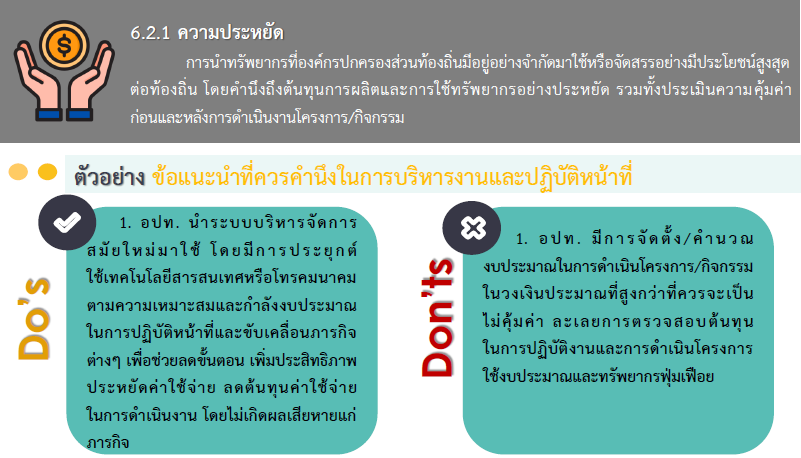 6.2.1 ความประหยัด
การนำทรัพยากรที่องค์กรปกครองส่วนท้องถิ่นมีอยู่อย่างจำกัดมาใช้หรือจัดสรรอย่างมีประโยชน์สูงสุด
ต่อท้องถิ่น โดยคำนึงถึงต้นทุนการผลิตและการใช้ทรัพยากรอย่างประหยัด รวมทั้งประเมินความคุ้มค่า
ก่อนและหลังการดำเนินงานโครงการ/กิจกรรม
ตัวอย่าง ข้อแนะนำที่ควรคำนึงในการบริหารงานและปฏิบัติหน้าที่
Do's
1. อปท. นำระบบบริหารจัดการ
สมัยใหม่มาใช้ โดยมีการประยุกต์
ใช้เทคโนโลยีสารสนเทศหรือโทรคมนาคม
ตามความเหมาะสมและกำลังงบประมาณ
ในการปฏิบัติหน้าที่และขับเคลื่อนภารกิจ
ต่างๆ เพื่อช่วยลดขั้นตอน เพิ่มประสิทธิภาพ
ประหยัดค่าใช้จ่าย ลดต้นทุนค่าใช้จ่าย
ในการดำเนินงาน โดยไม่เกิดผลเสียหายแก่
ภารกิจ
Don'ts
1. อปท. มีการจัดตั้ง/คำนวณ
งบประมาณในการดำเนินโครงการ/กิจกรรม
ในวงเงินประมาณที่สูงกว่าที่ควรจะเป็น
ไม่คุ้มค่า ละเลยการตรวจสอบต้นทุน
ในการปฏิบัติงานและการดำเนินโครงการ
ใช้งบประมาณและทรัพยากรฟุ่มเฟือย